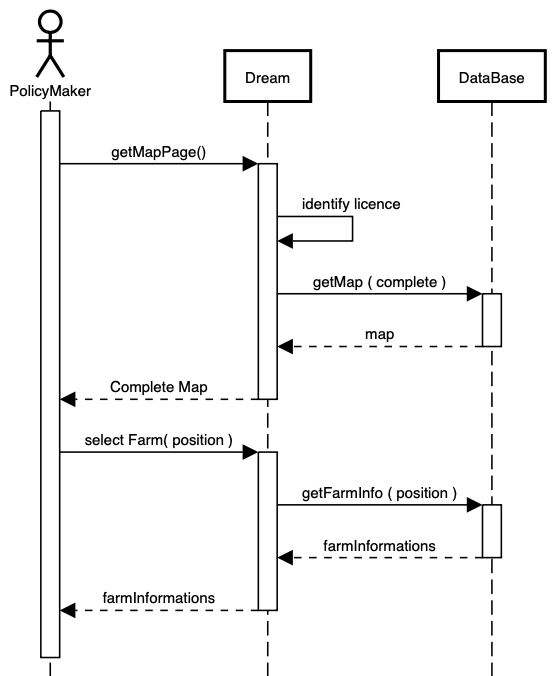 PolicyMaker
Dream
DataBase
getMapPage()
identify licence
getMap ( complete )
map
Complete Map
select Farm( position )
getFarmInfo ( position )
farmInformations
farmInformations